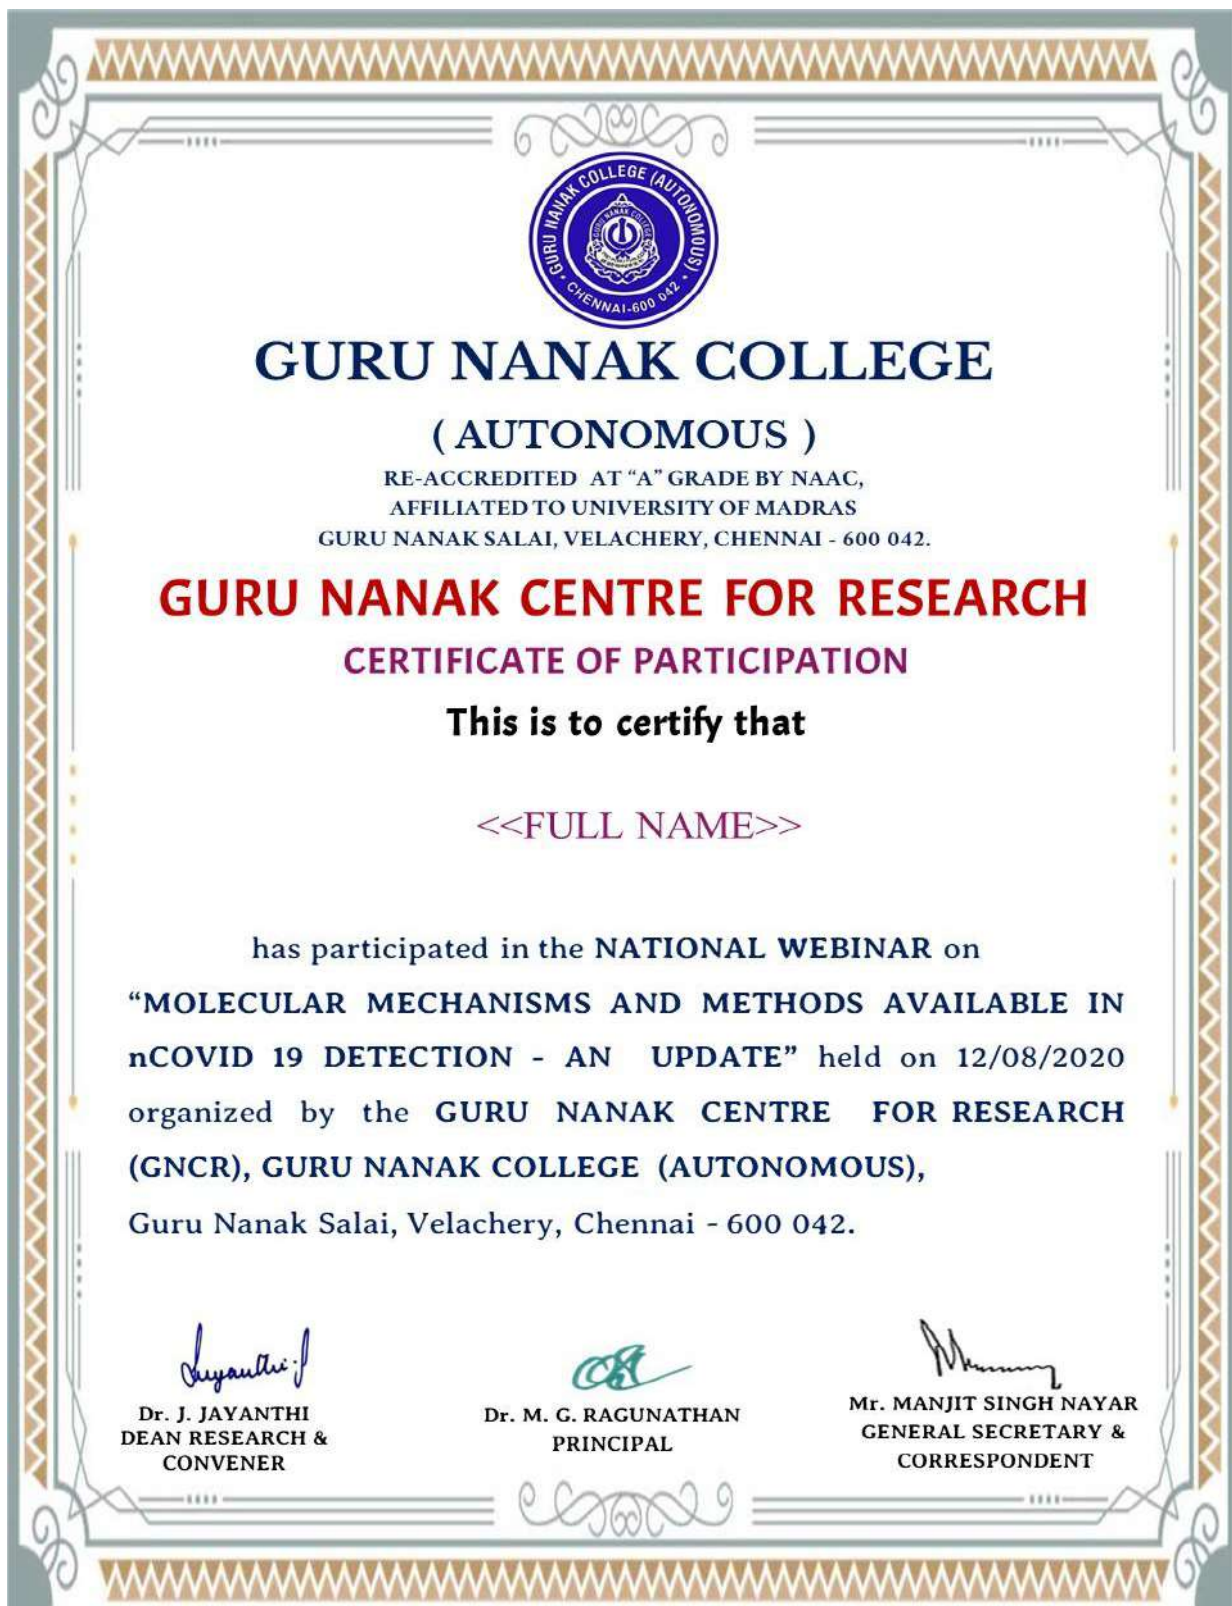 GURU NANAK COLLEGE (AUTONOMOUS)
CHENNAI-600 042
GURU NANAK COLLEGE
( AUTONOMOUS )
RE-ACCREDITED AT “A” GRADE BY NAAC,
AFFILIATED TO UNIVERSITY OF MADRAS
GURU NANAK SALAI, VELACHERY, CHENNAI - 600 042.
GURU NANAK CENTRE FOR RESEARCH
CERTIFICATE OF PARTICIPATION
This is to certify that
<<FULL NAME>>
has participated in the NATIONAL WEBINAR on
“MOLECULAR MECHANISMS AND METHODS AVAILABLE IN
nCOVID 19 DETECTION - AN UPDATE” held on 12/08/2020
organized by the GURU NANAK CENTRE FOR RESEARCH
(GNCR), GURU NANAK COLLEGE (AUTONOMOUS),
Guru Nanak Salai, Velachery, Chennai - 600 042.
Jayanthi.J
Dr. J. JAYANTHI
DEAN RESEARCH &
CONVENER
Dr. M. G. RAGUNATHAN
PRINCIPAL
Mr. MANJIT SINGH NAYAR
GENERAL SECRETARY &
CORRESPONDENT